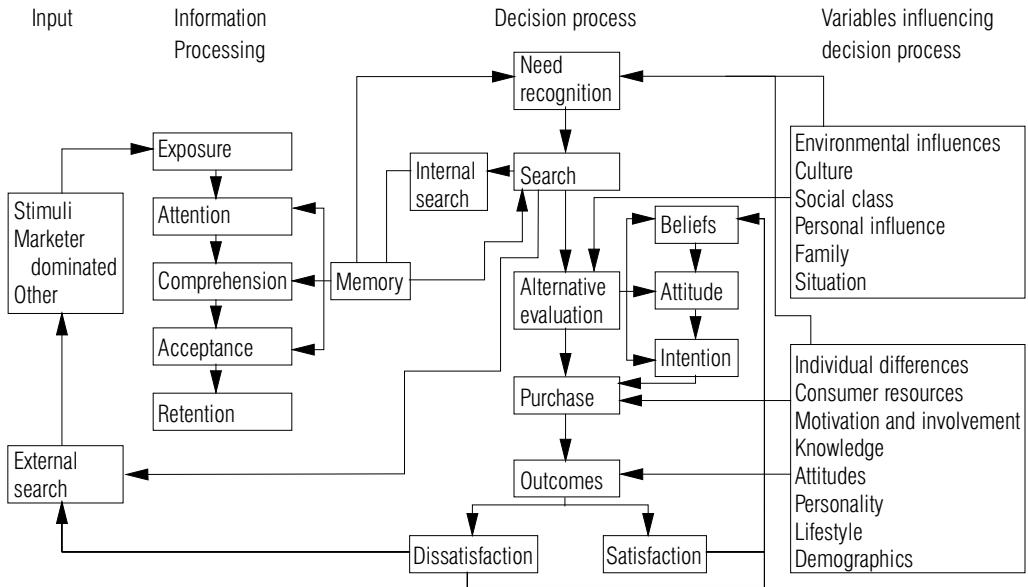 Input
Information
Processing
Decision process
Variables influencing
decision process
Need
recognition
Exposure
Internal
search
Search
Environmental influences
Culture
Social class
Personal influence
Family
Situation
Stimuli
Marketer
dominated
Other
Attention
Beliefs
Comprehension
Memory
Alternative
evaluation
Attitude
Acceptance
Intention
Retention
Purchase
Individual differences
Consumer resources
Motivation and involvement
Knowledge
Attitudes
Personality
Lifestyle
Demographics
External
search
Outcomes
Dissatisfaction
Satisfaction